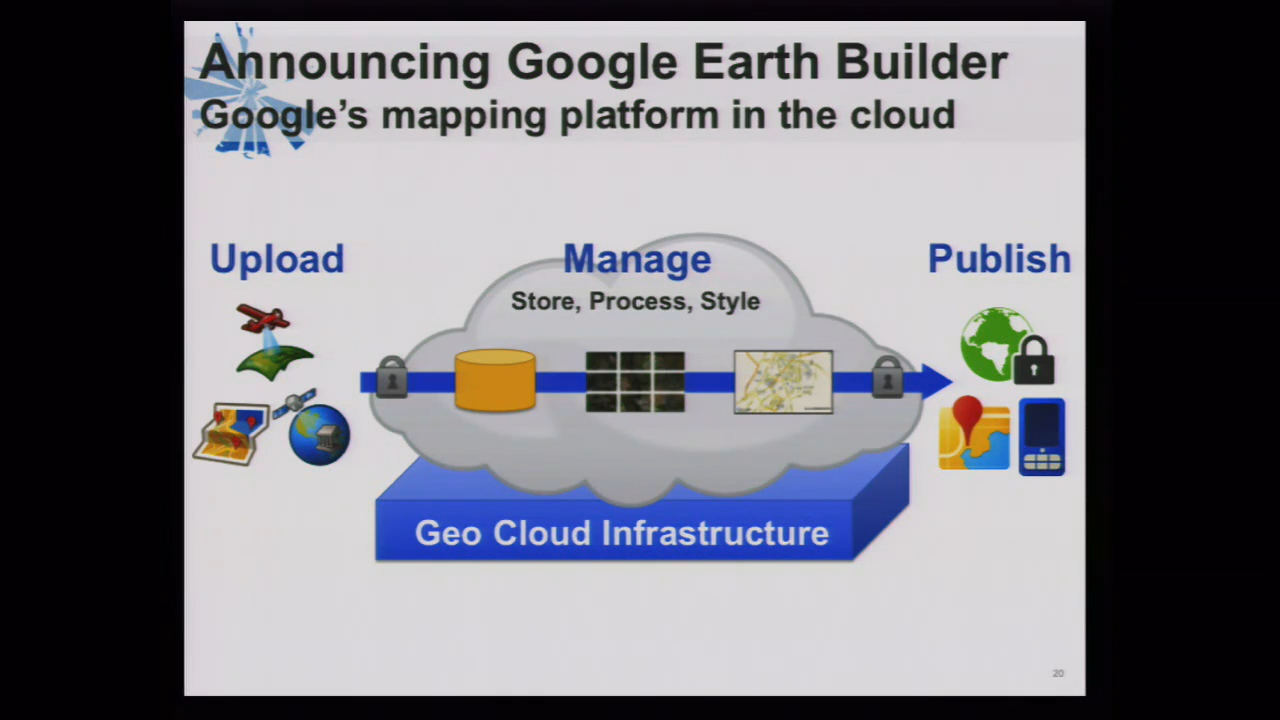 Announcing Google Earth Builder
Google's mapping platform in the cloud
Upload
Manage
Publish
Store, Process, Style
Geo Cloud Infrastructure
20